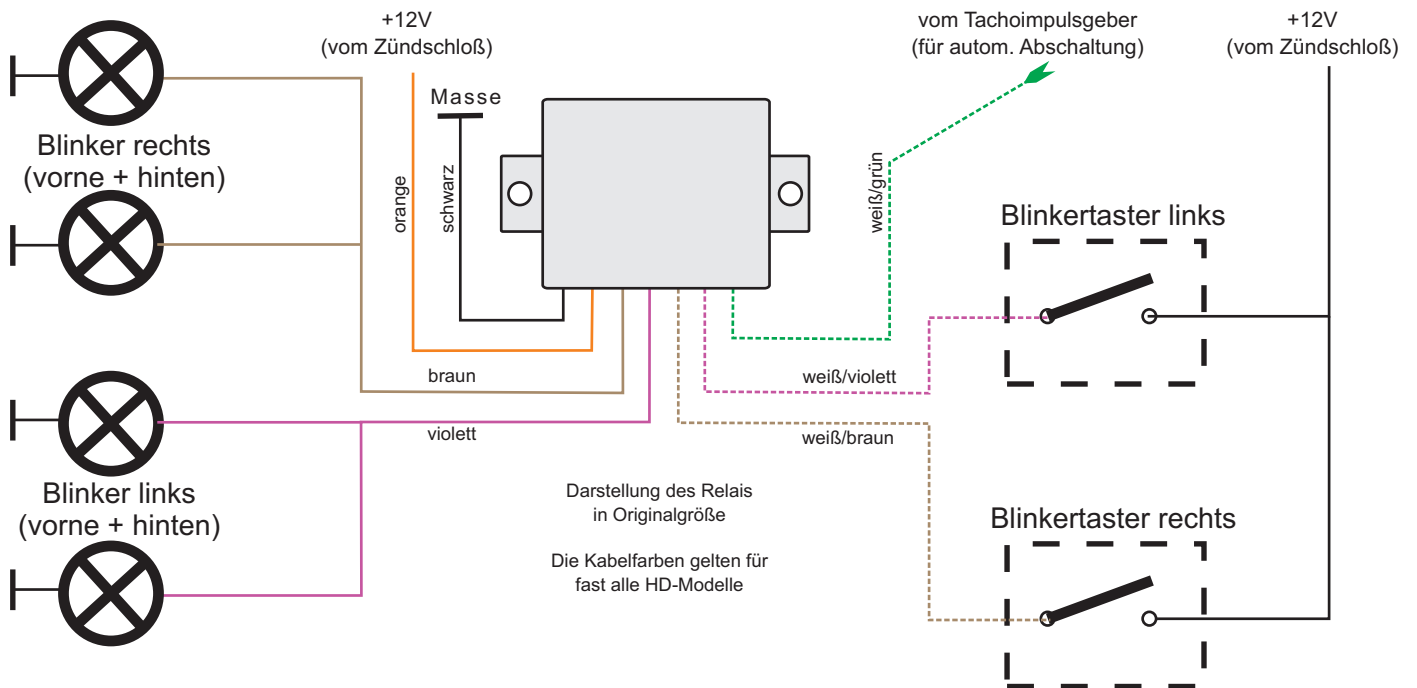 +12V
(vom Zündschloß)
vom Tachoimpulsgeber
(für autom. Abschaltung)
+12V
(vom Zündschloß)
Masse
Blinker rechts
(vorne + hinten)
orange
schwarz
weiß/grün
Blinkertaster links
braun
weiß/violett
violett
weiß/braun
Blinker links
(vorne + hinten)
Darstellung des Relais
in Originalgröße
Die Kabelfarben gelten für
fast alle HD-Modelle
Blinkertaster rechts